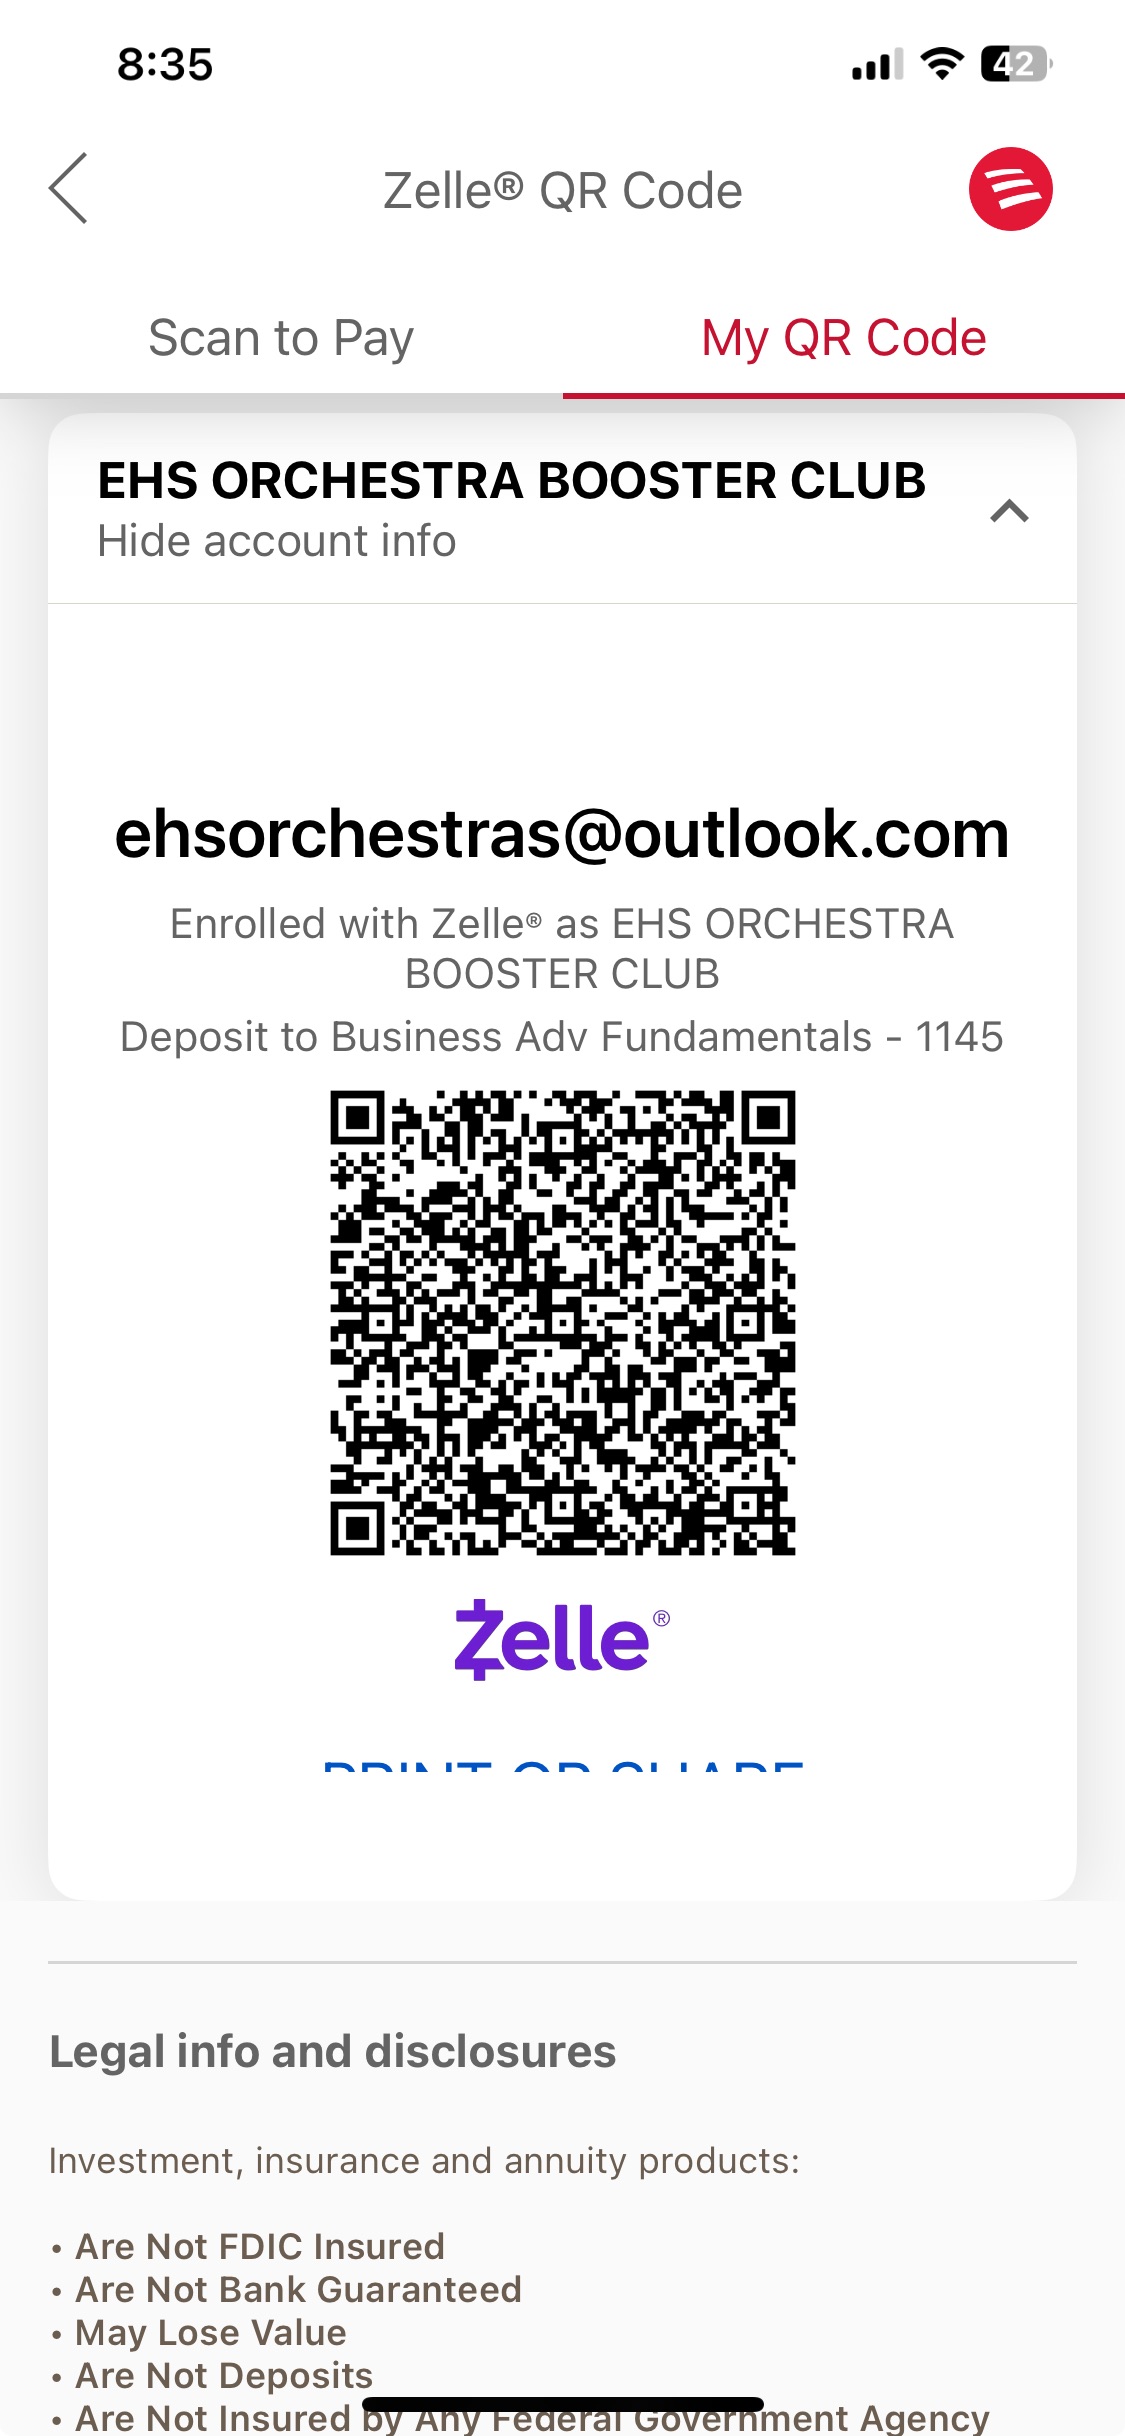 8:35
42
Zelle® QR Code
Scan to Pay
My QR Code
EHS ORCHESTRA BOOSTER CLUB
Hide account info
ehsorchestras@outlook.com
Enrolled with Zelle® as EHS ORCHESTRA
BOOSTER CLUB
Deposit to Business Adv Fundamentals - 1145
Zelle®
PRINT OR SHARE
Legal info and disclosures
Investment, insurance and annuity products:
• Are Not FDIC Insured
• Are Not Bank Guaranteed
• May Lose Value
• Are Not Deposits
• Are Not Insured by Any Federal Government Agency